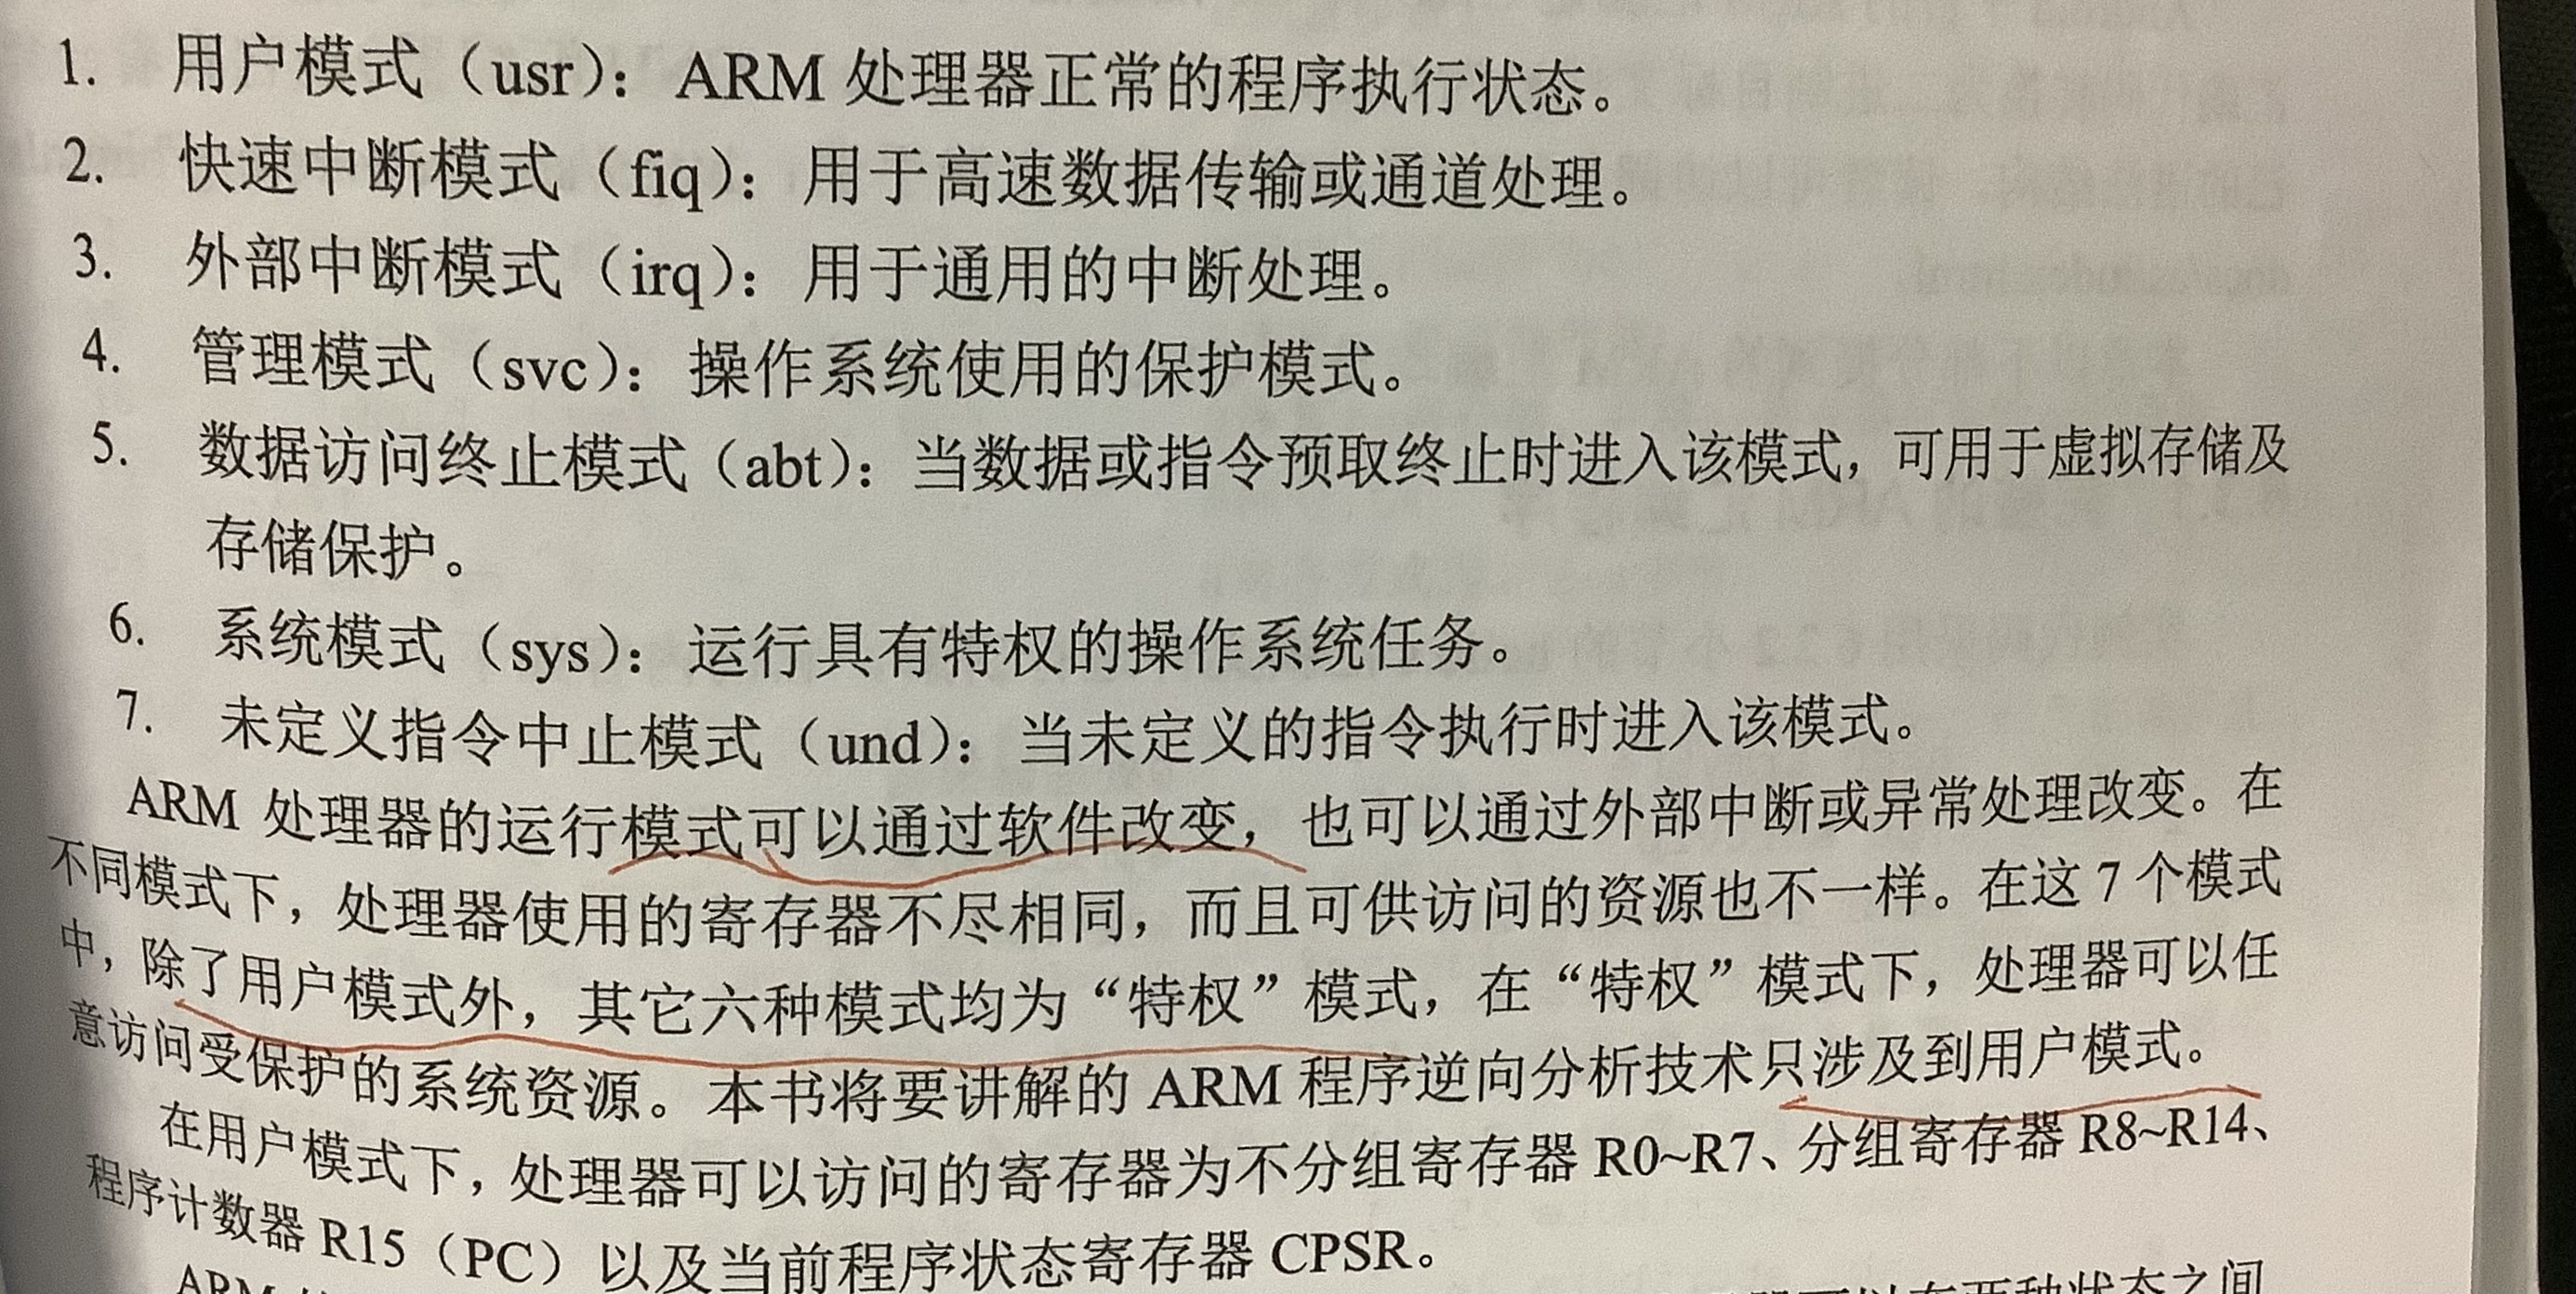 1. 用户模式（usr）：ARM 处理器正常的程序执行状态。
2. 快速中断模式（fiq）：用于高速数据传输或通道处理。
3. 外部中断模式（irq）：用于通用的中断处理。
4. 管理模式（svc）：操作系统使用的保护模式。
5. 数据访问终止模式（abt）：当数据或指令预取终止时进入该模式，可用于虚拟存储及
存储保护。
6. 系统模式（sys）：运行具有特权的操作系统任务。
7. 未定义指令中止模式（und）：当未定义的指令执行时进入该模式。
ARM 处理器的运行模式可以通过软件改变，也可以通过外部中断或异常处理改变。在
不同模式下，处理器使用的寄存器不尽相同，而且可供访问的资源也不一样。在这 7 个模式
中，除了用户模式外，其它六种模式均为“特权”模式，在“特权”模式下，处理器可以任
意访问受保护的系统资源。本书将要讲解的 ARM 程序逆向分析技术只涉及到用户模式。
在用户模式下，处理器可以访问的寄存器为不分组寄存器 R0~R7、分组寄存器 R8~R14、
程序计数器 R15（PC）以及当前程序状态寄存器 CPSR。
ARM 可以在两种状态之间